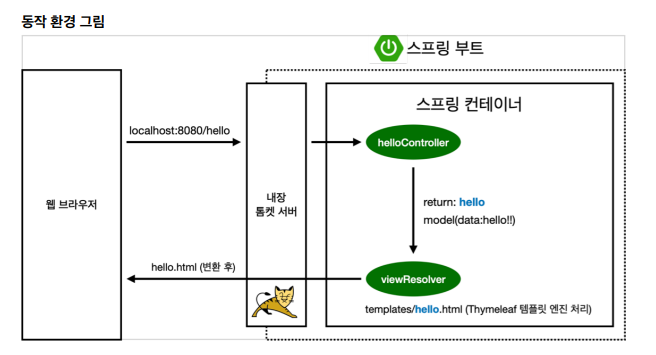 동작 환경 그림
스프링 부트
스프링 컨테이너
localhost:8080/hello
helloController
웹 브라우저
내장
톰켓 서버
return: hello
model(data:hello!!)
hello.html (변환 후)
viewResolver
templates/hello.html (Thymeleaf 템플릿 엔진 처리)